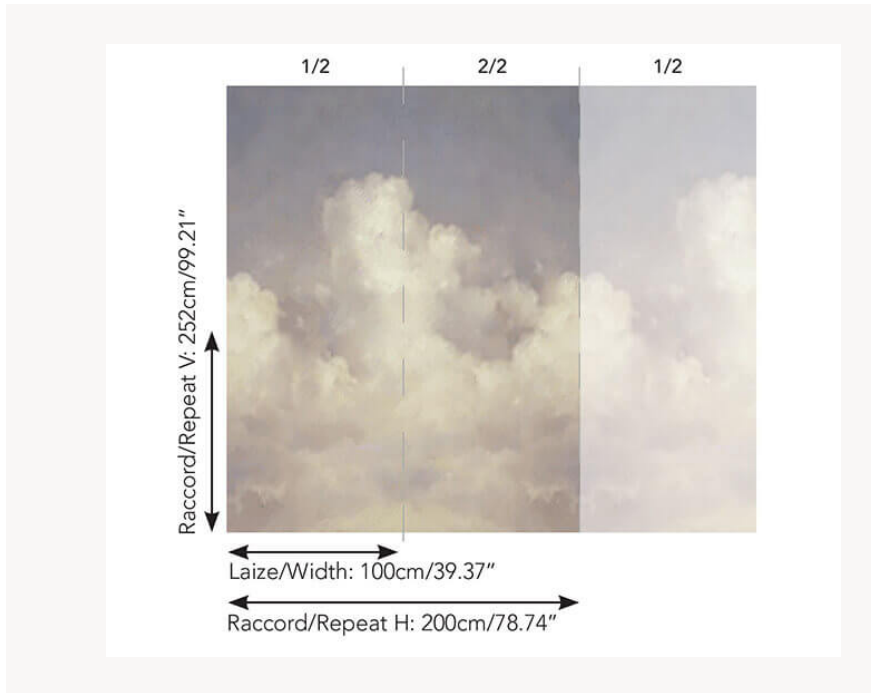 1/2 2/2 1/2
Raccord/Repeat V: 252cm/99.21”
Laize/Width: 100cm/39.37”
Raccord/Repeat H: 200cm/78.74”